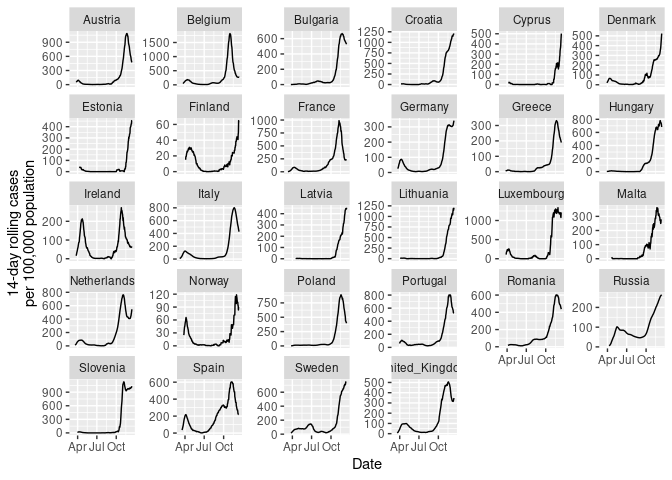 Austria Belgium Bulgaria Croatia Cyprus Denmark
900 600 300 0
1500 1000 500 0
600 400 200 0
1250 1000 750 500 250 0
500 400 300 200 100 0
500 400 300 200 100 0
Estonia Finland France Germany Greece Hungary
400 300 200 100 0
60 40 20 0
1000 750 500 250 0
300 200 100 0
300 200 100 0
800 600 400 200 0
Ireland Italy Latvia Lithuania Luxembourg Malta
200 100 0
800 600 400 200 0
400 300 200 100 0
1250 1000 750 500 250 0
1000 500 0
300 200 100 0
Netherlands Norway Poland Portugal Romania Russia
800 600 400 200 0
120 90 60 30 0
750 500 250 0
800 600 400 200 0
600 400 200 0
200 100 0
Apr Jul Oct Apr Jul Oct
Slovenia Spain Sweden nited_Kingdo
900 600 300 0
600 400 200 0
600 400 200 0
500 400 300 200 100 0
Apr Jul Oct Apr Jul Oct Apr Jul Oct Apr Jul Oct
Date
14-day rolling cases
per 100,000 population